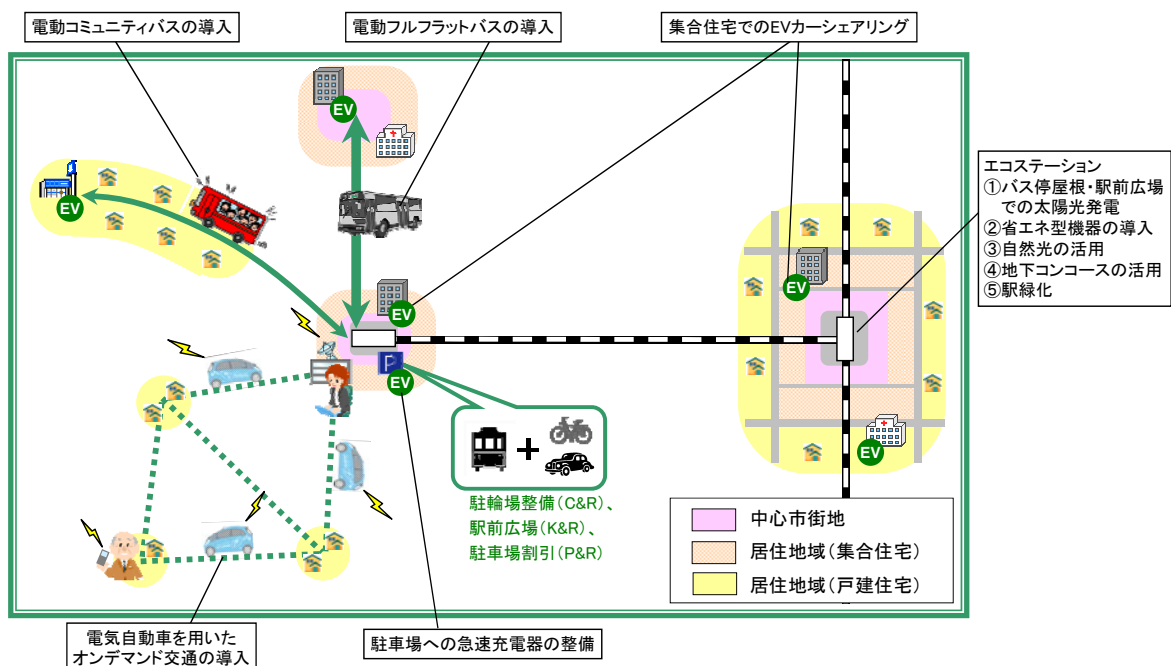 電動コミュニティバスの導入
電動フルフラットバスの導入
集合住宅でのEVカーシェアリング
EV
EV
エコステーション
①バス停屋根・駅前広場
での太陽光発電
②省エネ型機器の導入
③自然光の活用
④地下コンコースの活用
⑤駅緑化
EV
EV
P
EV
EV
+
駐輪場整備(C&R)、
駅前広場(K&R)、
駐車場割引(P&R)
中心市街地
居住地域(集合住宅)
居住地域(戸建住宅)
電気自動車を用いた
オンデマンド交通の導入
駐車場への急速充電器の整備